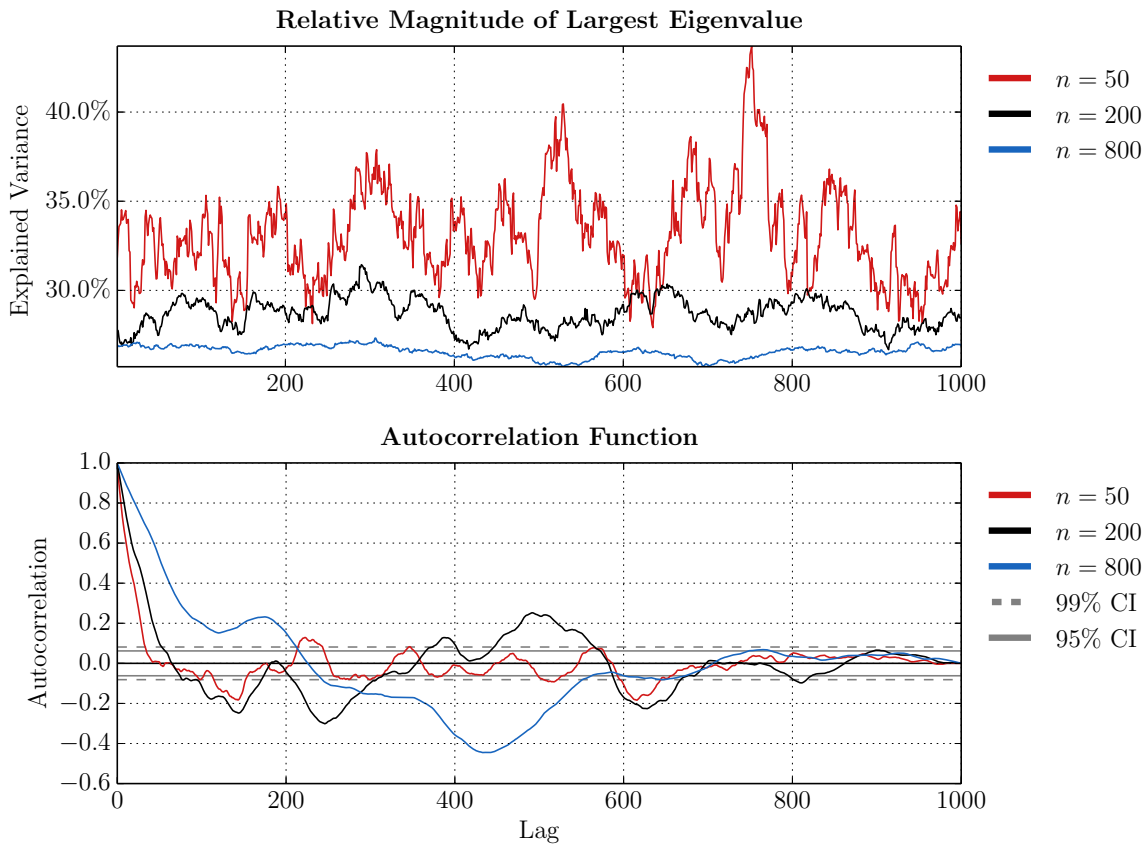 Relative Magnitude of Largest Eigenvalue
Explained Variance
40.0%
35.0%
30.0%
200
400
600
800
1000
n = 50
n = 200
n = 800
Autocorrelation Function
Autocorrelation
1.0
0.8
0.6
0.4
0.2
0.0
−0.2
−0.4
−0.6
0
200
400
600
800
1000
Lag
n = 50
n = 200
n = 800
99% CI
95% CI